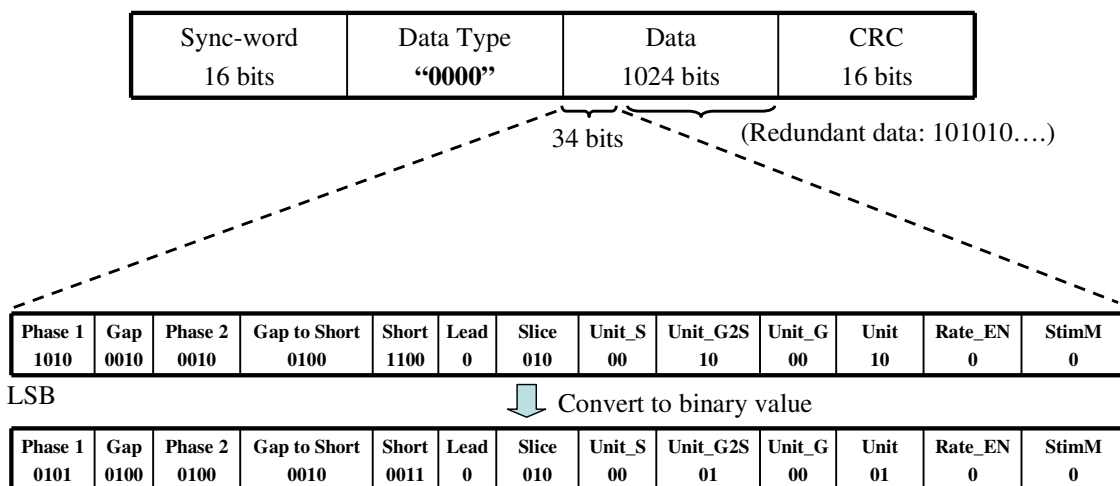 Sync-word Data Type Data CRC
16 bits “0000” 1024 bits 16 bits
34 bits (Redundant data: 101010….)
Phase 1 Gap Phase 2 Gap to Short Short Lead Slice Unit_S Unit_G2S Unit_G Unit Rate_EN StimM
1010 0010 0010 0100 1100 0 010 00 10 00 10 0 0
LSB Convert to binary value
Phase 1 Gap Phase 2 Gap to Short Short Lead Slice Unit_S Unit_G2S Unit_G Unit Rate_EN StimM
0101 0100 0100 0010 0011 0 010 00 01 00 01 0 0